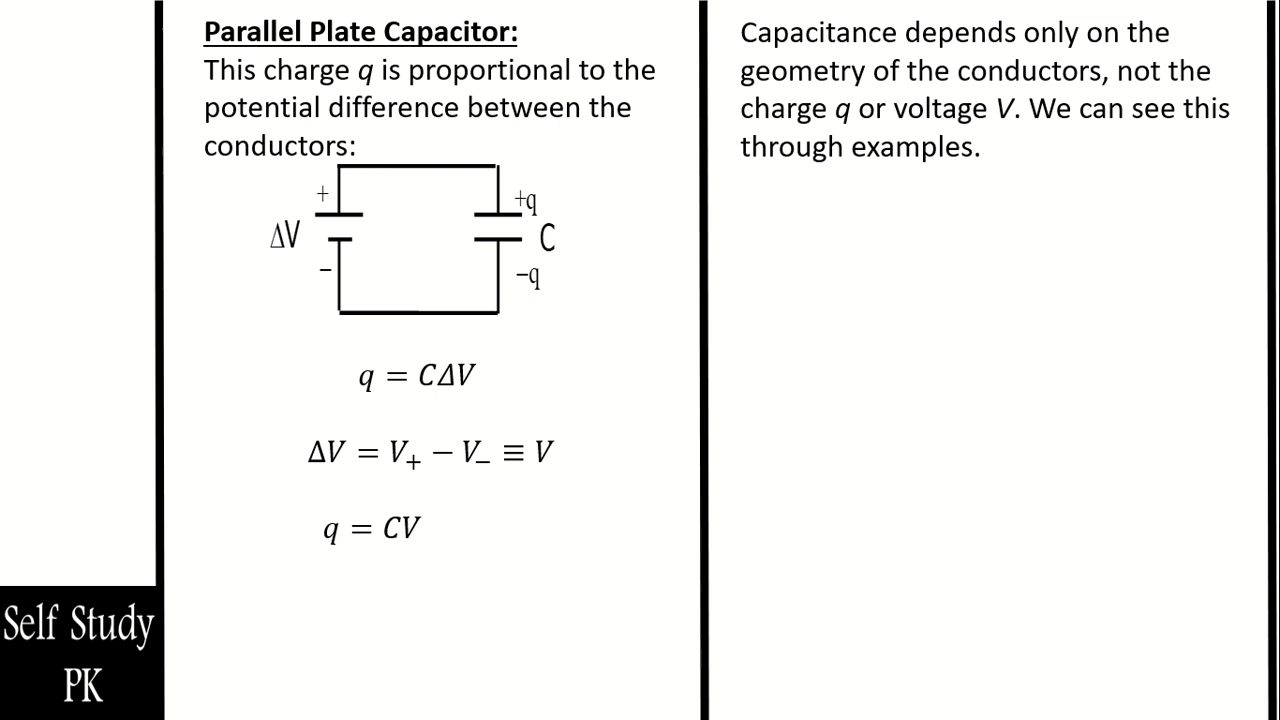 Parallel Plate Capacitor:
This charge q is proportional to the
potential difference between the
conductors:
+
ΔV
−
+q
C
−q
q = CΔV
ΔV = V₊ − V₋ ≡ V
q = CV
Capacitance depends only on the
geometry of the conductors, not the
charge q or voltage V. We can see this
through examples.
Self Study
PK